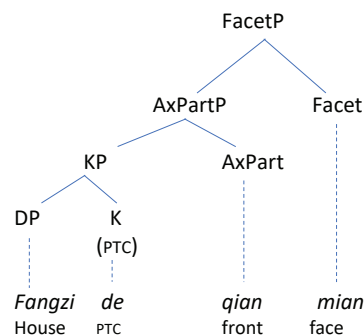 FacetP
AxPartP Facet
KP AxPart
DP K
(PTC)
Fangzi de qian mian
House PTC front face